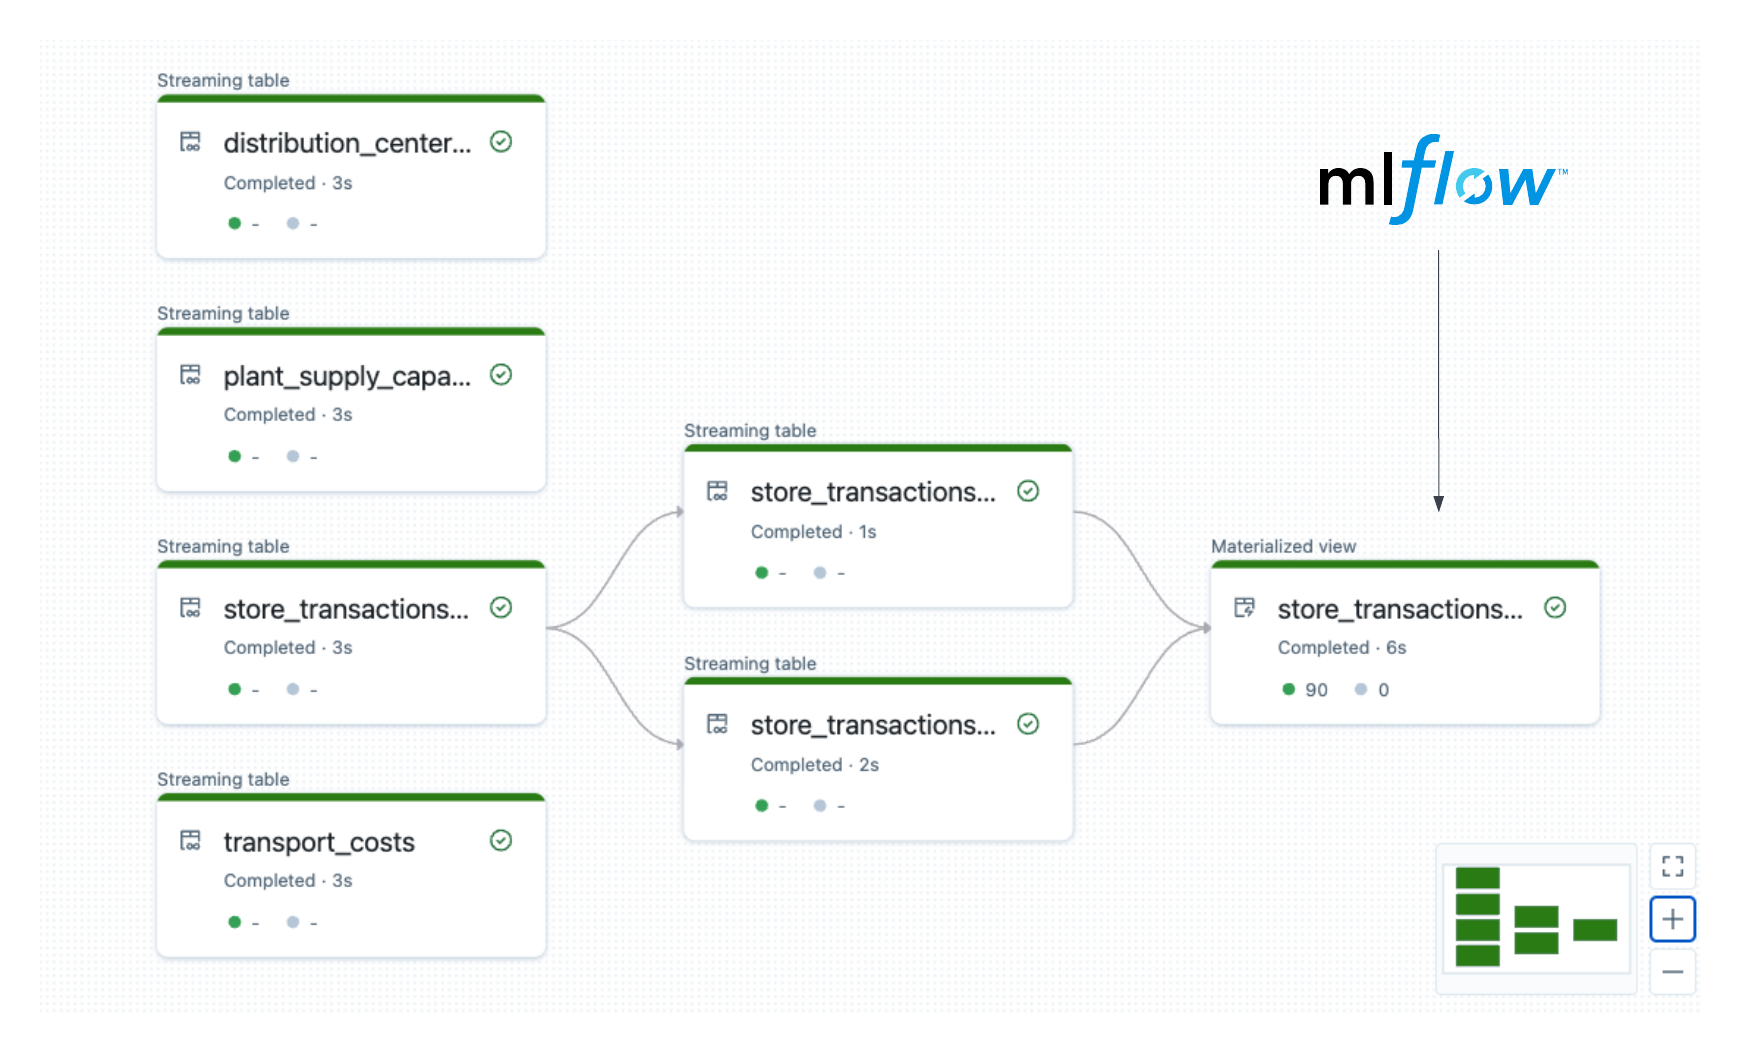 Streaming table
distribution_center...
Completed · 3s
- -
Streaming table
plant_supply_capa...
Completed · 3s
- -
Streaming table
store_transactions...
Completed · 3s
- -
Streaming table
transport_costs
Completed · 3s
- -
Streaming table
store_transactions...
Completed · 1s
- -
Streaming table
store_transactions...
Completed · 2s
- -
mlflow™
Materialized view
store_transactions...
Completed · 6s
90 0